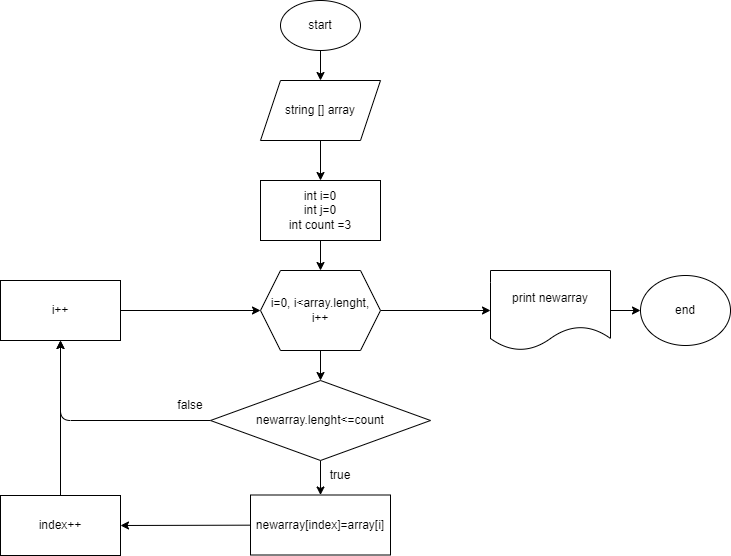 start
string [] array
int i=0
int j=0
int count =3
i=0, i<array.lenght,
i++
print newarray
end
i++
newarray.lenght<=count
false
true
newarray[index]=array[i]
index++